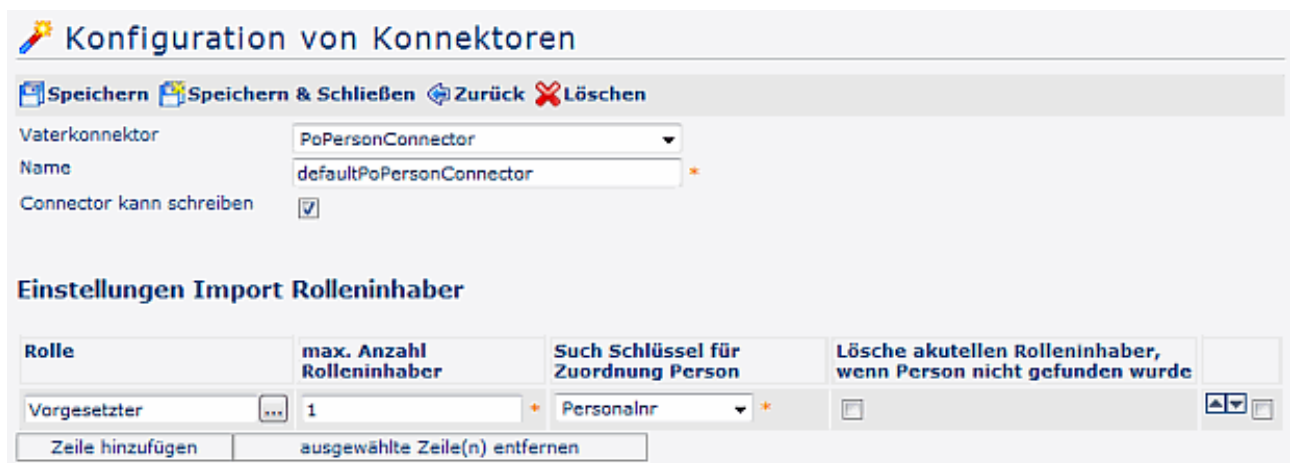 Konfiguration von Konnektoren
Speichern Speichern & Schließen Zurück Löschen
Vaterkonnektor PoPersonConnector
Name defaultPoPersonConnector *
Connector kann schreiben
Einstellungen Import Rolleninhaber
Rolle max. Anzahl Rolleninhaber Such Schlüssel für Zuordnung Person Lösche akutellen Rolleninhaber, wenn Person nicht gefunden wurde
Vorgesetzter ... 1 * Personalnr *
Zeile hinzufügen ausgewählte Zeile(n) entfernen